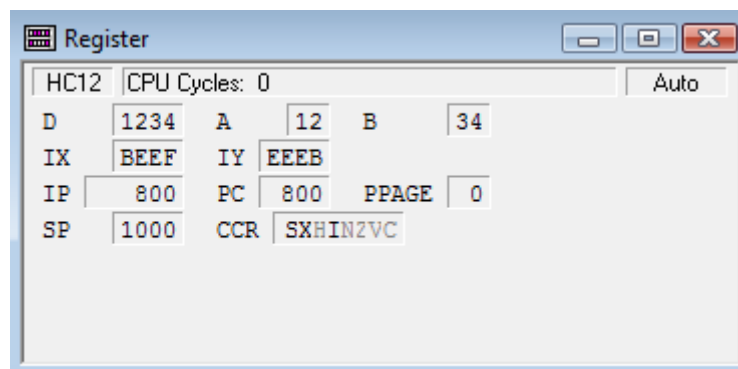 Register
HC12 CPU Cycles: 0 Auto
D 1234 A 12 B 34
IX BEEF IY EEEB
IP 800 PC 800 PPAGE 0
SP 1000 CCR SXHINZVC